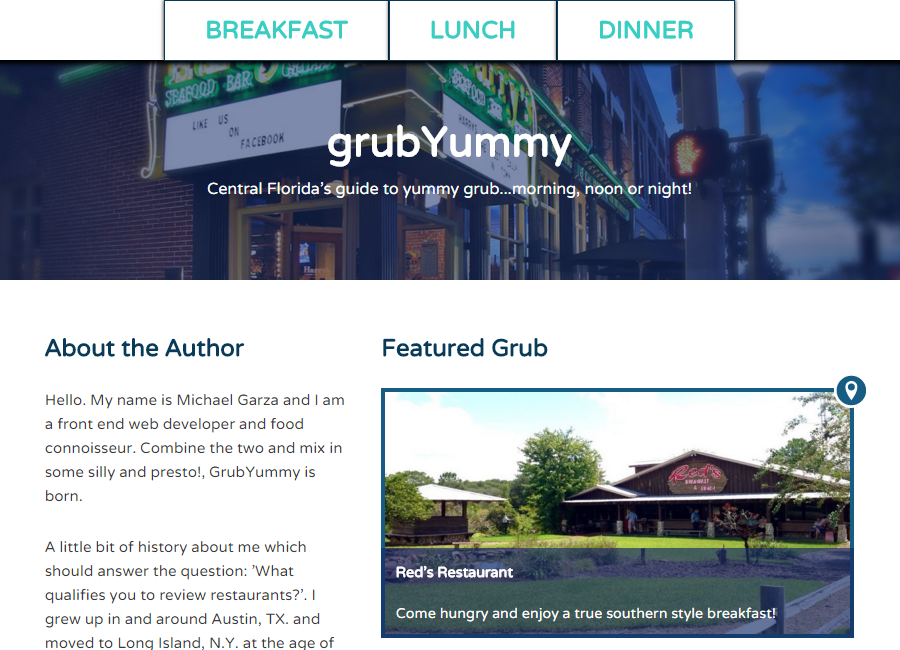 BREAKFAST LUNCH DINNER
SEAFOOD BAR
SEAFOOD BAR
LIKE US
ON
FACEBOOK
grubYummy
Central Florida's guide to yummy grub...morning, noon or night!
About the Author
Hello. My name is Michael Garza and I am
a front end web developer and food
connoisseur. Combine the two and mix in
some silly and presto!, GrubYummy is
born.
A little bit of history about me which
should answer the question: 'What
qualifies you to review restaurants?'. I
grew up in and around Austin, TX. and
moved to Long Island, N.Y. at the age of
Featured Grub
Red's
Red's Restaurant
Come hungry and enjoy a true southern style breakfast!